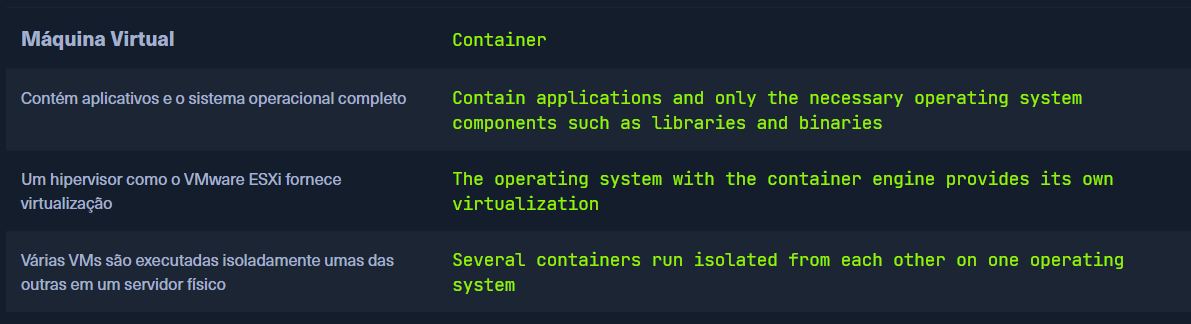 Máquina Virtual
Container
Contém aplicativos e o sistema operacional completo
Contain applications and only the necessary operating system
components such as libraries and binaries
Um hipervisor como o VMware ESXi fornece
virtualização
The operating system with the container engine provides its own
virtualization
Várias VMs são executadas isoladamente umas das
outras em um servidor físico
Several containers run isolated from each other on one operating
system